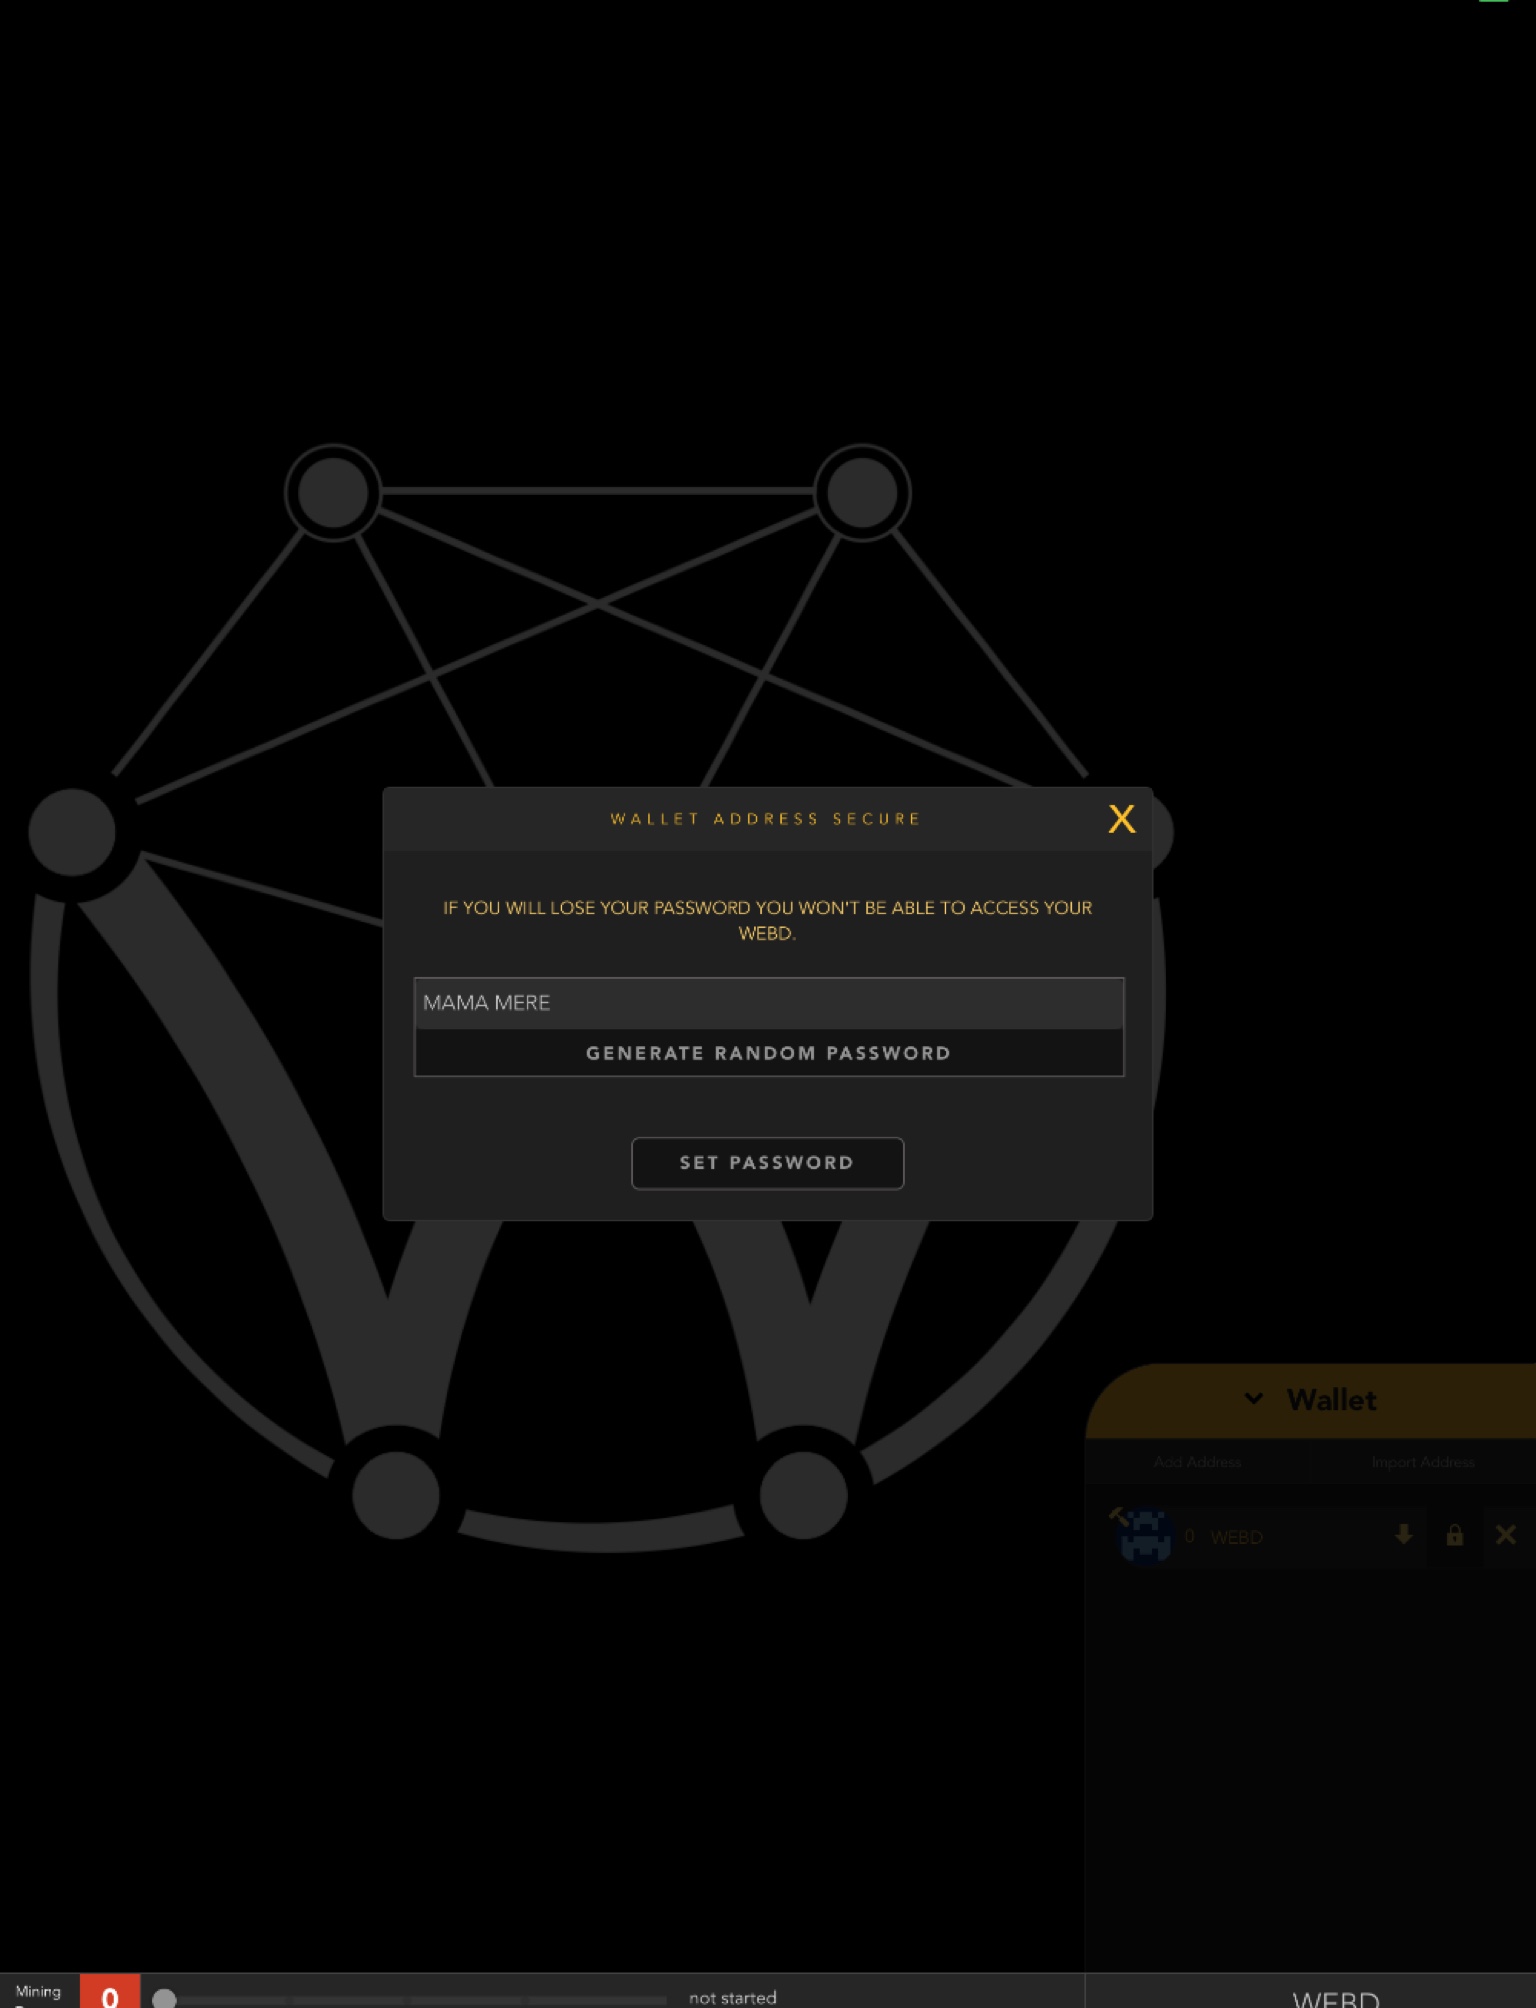 WALLET ADDRESS SECURE
X
IF YOU WILL LOSE YOUR PASSWORD YOU WON'T BE ABLE TO ACCESS YOUR
WEBD.
MAMA MERE
GENERATE RANDOM PASSWORD
SET PASSWORD
Wallet
Add Address Import Address
0 WEBD
Mining
0
not started
WEBD